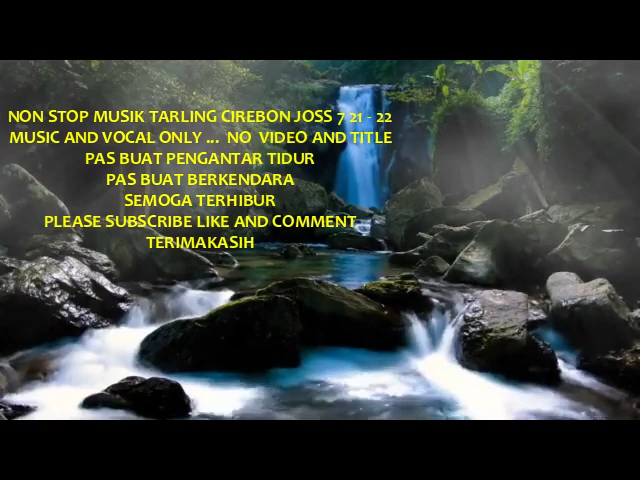 NON STOP MUSIK TARLING CIREBON JOSS 7 21 - 22
MUSIC AND VOCAL ONLY ... NO VIDEO AND TITLE
PAS BUAT PENGANTAR TIDUR
PAS BUAT BERKENDARA
SEMOGA TERHIBUR
PLEASE SUBSCRIBE LIKE AND COMMENT
TERIMAKASIH